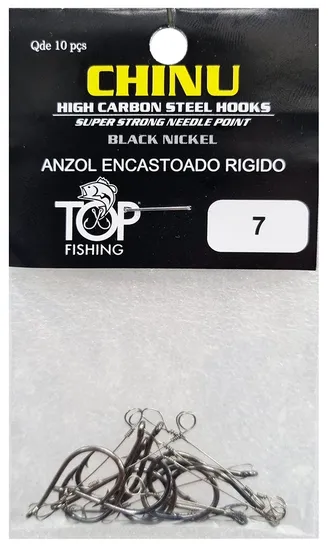 Qde 10 pçs
CHINU
HIGH CARBON STEEL HOOKS
SUPER STRONG NEEDLE POINT
BLACK NICKEL
ANZOL ENCASTOADO RIGIDO
TOP
FISHING
7